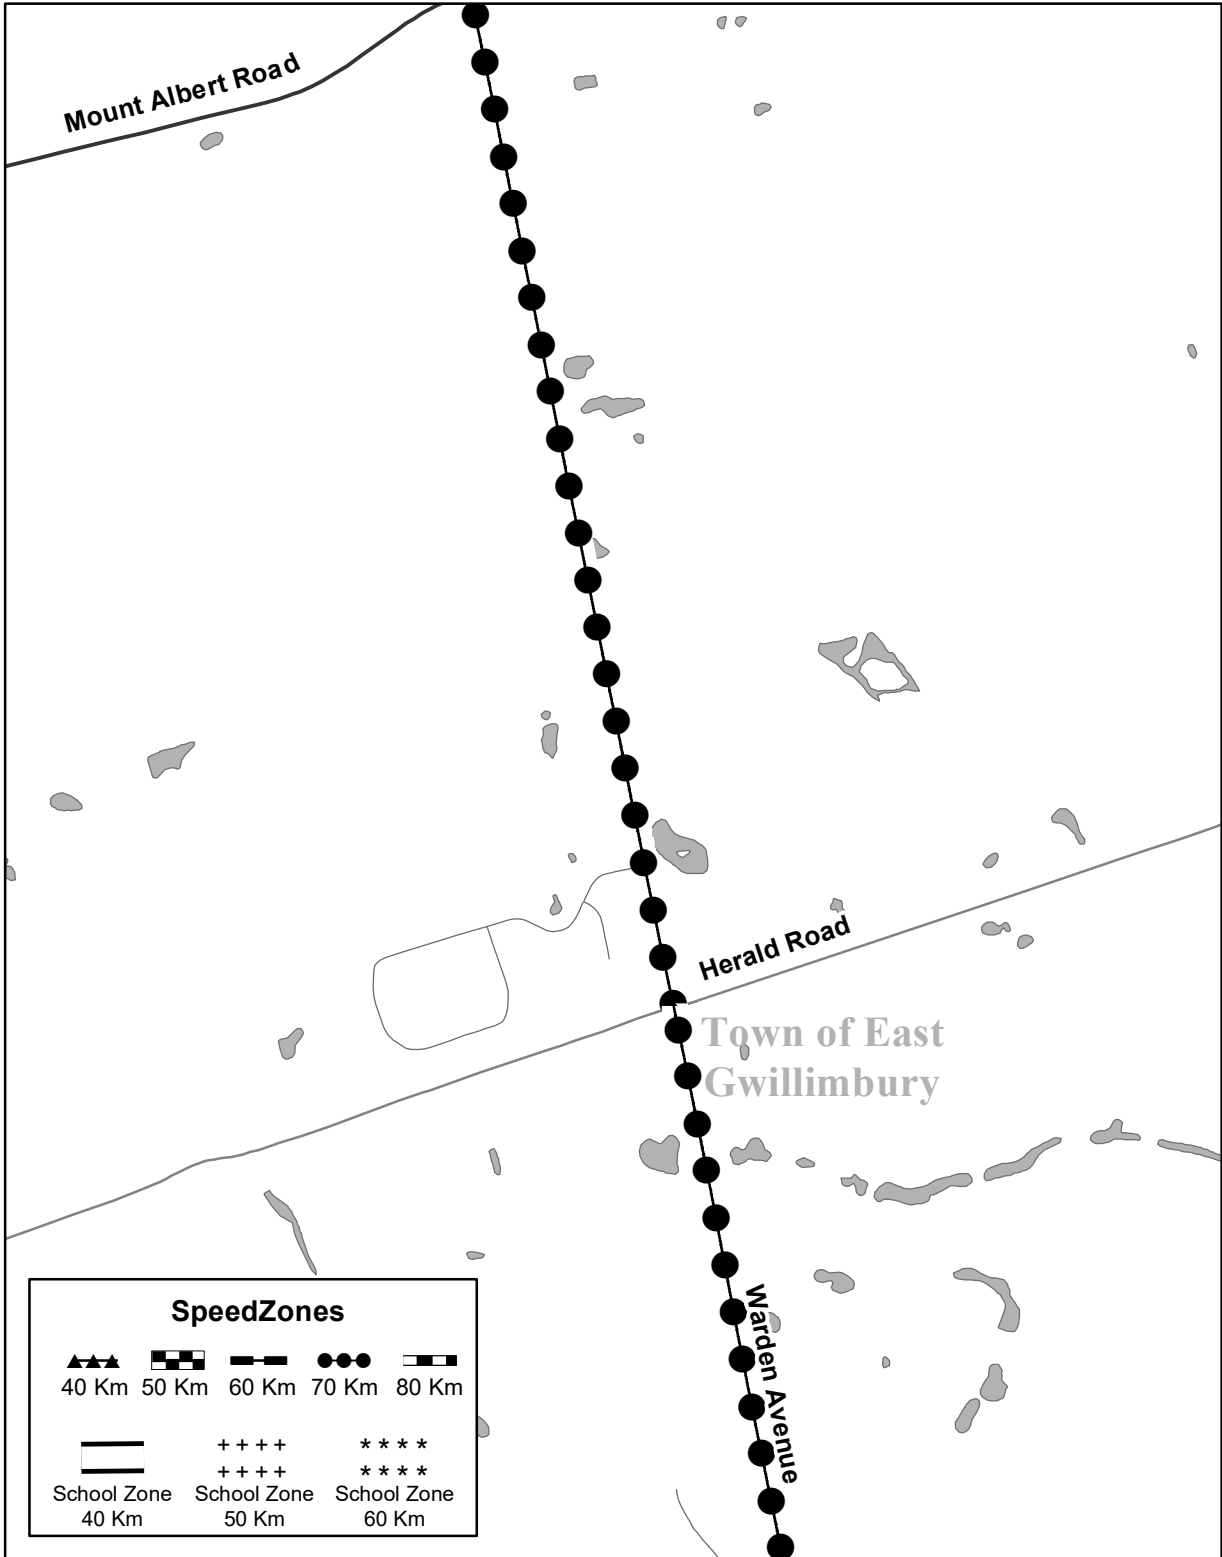 Mount Albert Road
Herald Road
Town of East
Gwillimbury
Warden Avenue
SpeedZones
40 Km 50 Km 60 Km 70 Km 80 Km
School Zone School Zone School Zone
40 Km 50 Km 60 Km